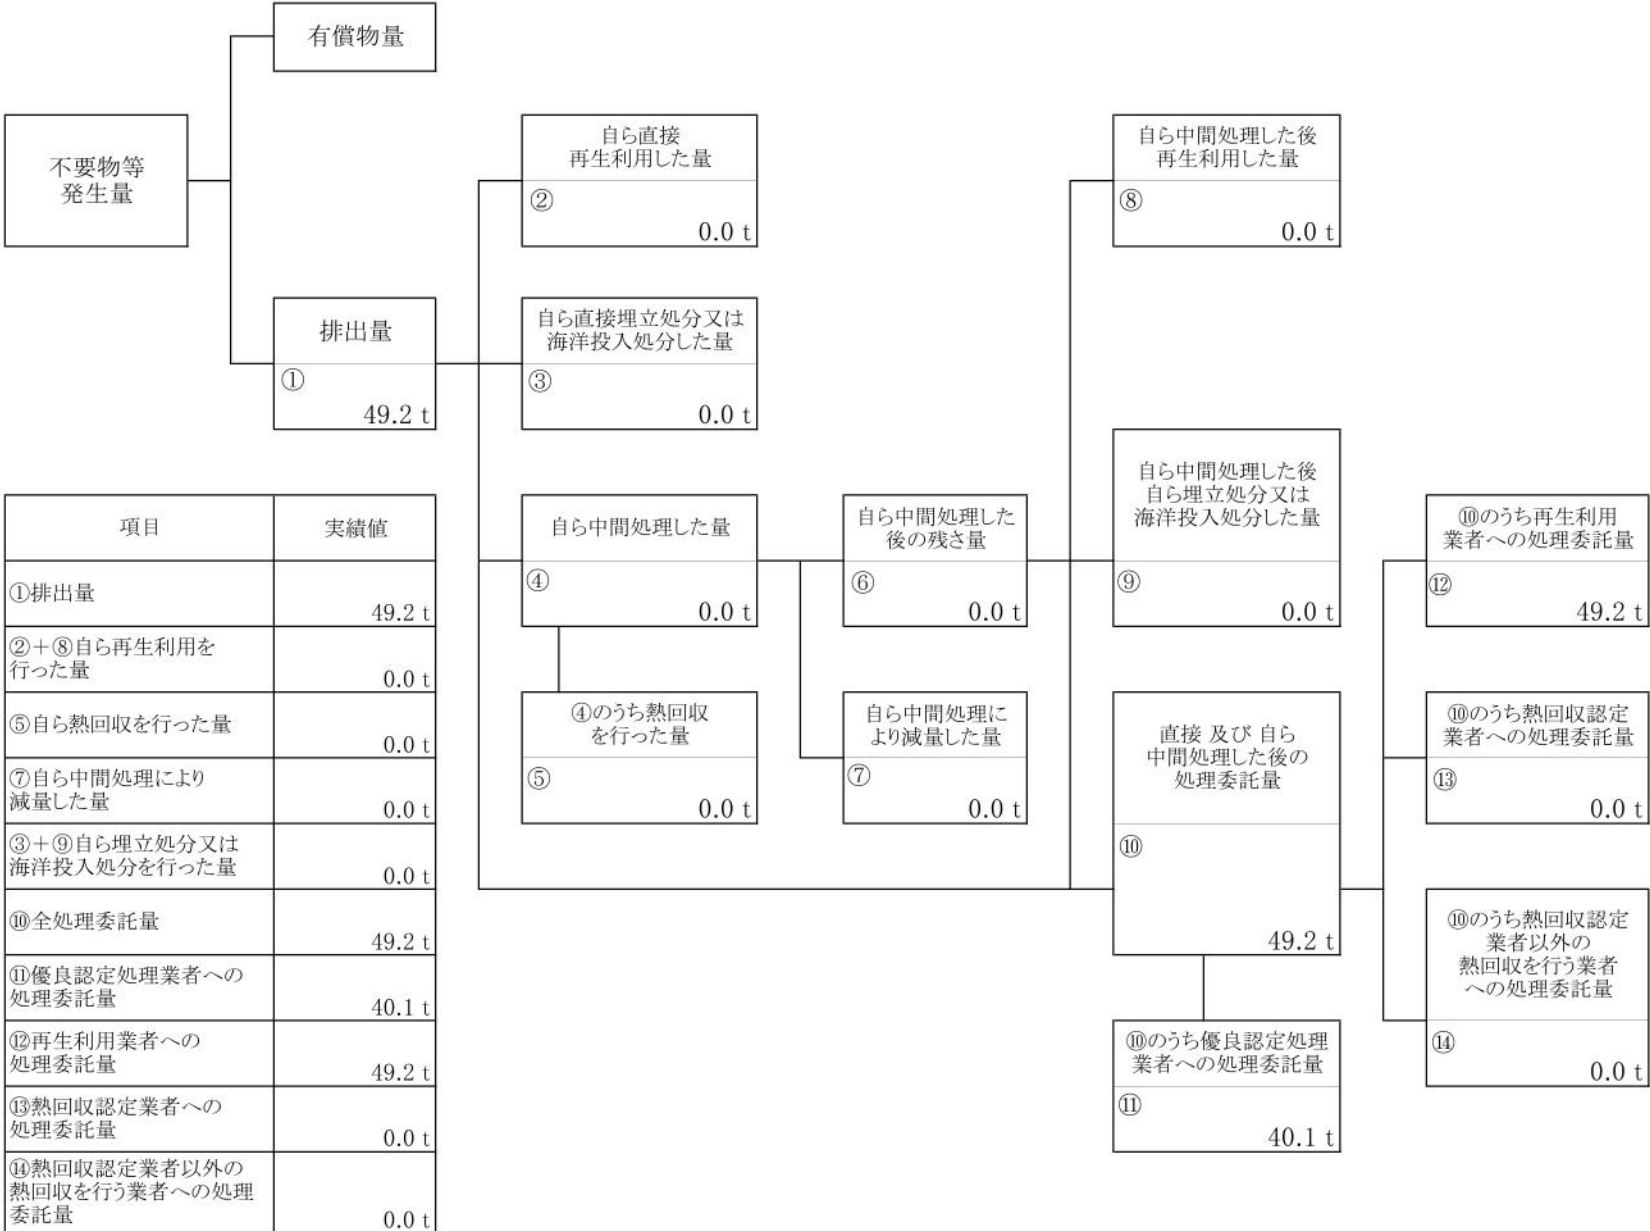 有償物量
不要物等
発生量
自ら直接
再生利用した量
②
0.0 t
自ら中間処理した後
再生利用した量
⑧
0.0 t
排出量
①
49.2 t
自ら直接埋立処分又は
海洋投入処分した量
③
0.0 t
自ら中間処理した量
④
0.0 t
自ら中間処理した
後の残さ量
⑥
0.0 t
自ら中間処理した後
自ら埋立処分又は
海洋投入処分した量
⑨
0.0 t
⑩のうち再生利用
業者への処理委託量
⑫
49.2 t
④のうち熱回収
を行った量
⑤
0.0 t
自ら中間処理に
より減量した量
⑦
0.0 t
直接 及び 自ら
中間処理した後の
処理委託量
⑩
49.2 t
⑩のうち熱回収認定
業者への処理委託量
⑬
0.0 t
⑩のうち熱回収認定
業者以外の
熱回収を行う業者
への処理委託量
⑭
0.0 t
⑩のうち優良認定処理
業者への処理委託量
⑪
40.1 t
項目 実績値
①排出量
49.2 t
②＋⑧自ら再生利用を
行った量
0.0 t
⑤自ら熱回収を行った量
0.0 t
⑦自ら中間処理により
減量した量
0.0 t
③＋⑨自ら埋立処分又は
海洋投入処分を行った量
0.0 t
⑩全処理委託量
49.2 t
⑪優良認定処理業者への
処理委託量
40.1 t
⑫再生利用業者への
処理委託量
49.2 t
⑬熱回収認定業者への
処理委託量
0.0 t
⑭熱回収認定業者以外の
熱回収を行う業者への処理
委託量
0.0 t